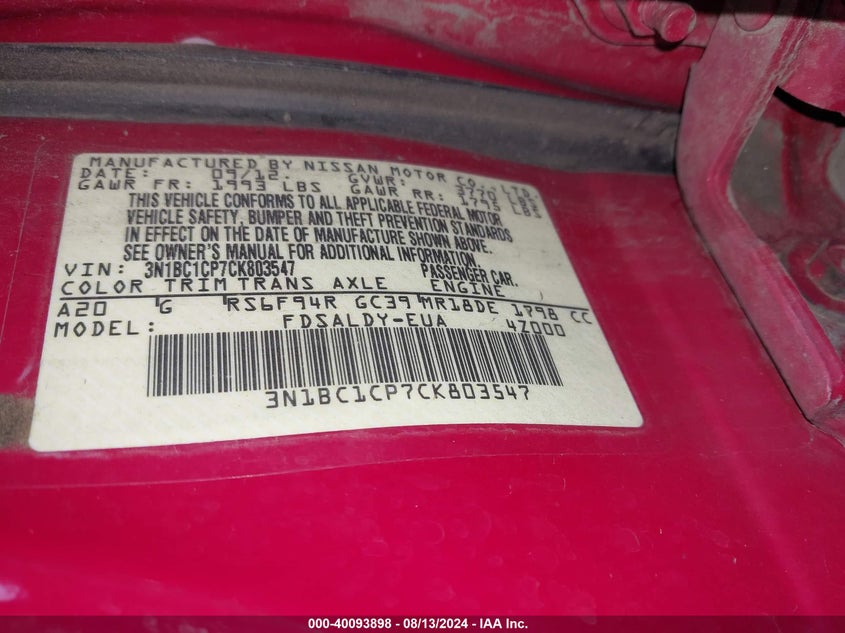 MANUFACTURED BY NISSAN MOTOR CO., LTD.
DATE: 09/12. GVWR: LBS
GAWR FR: 1993 LBS GAWR RR: 1795 LBS
THIS VEHICLE CONFORMS TO ALL APPLICABLE FEDERAL MOTOR
VEHICLE SAFETY, BUMPER AND THEFT PREVENTION STANDARDS
IN EFFECT ON THE DATE OF MANUFACTURE SHOWN ABOVE.
SEE OWNER'S MANUAL FOR ADDITIONAL INFORMATION
VIN: 3N1BC1CP7CK803547 PASSENGER CAR.
COLOR TRIM TRANS AXLE ENGINE
A20 G RS6F94R GC39 MR18DE 1798 CC
MODEL: FDSALDY-EUA 4Z000
3N1BC1CP7CK803547
000-40093898 - 08/13/2024 - IAA Inc.